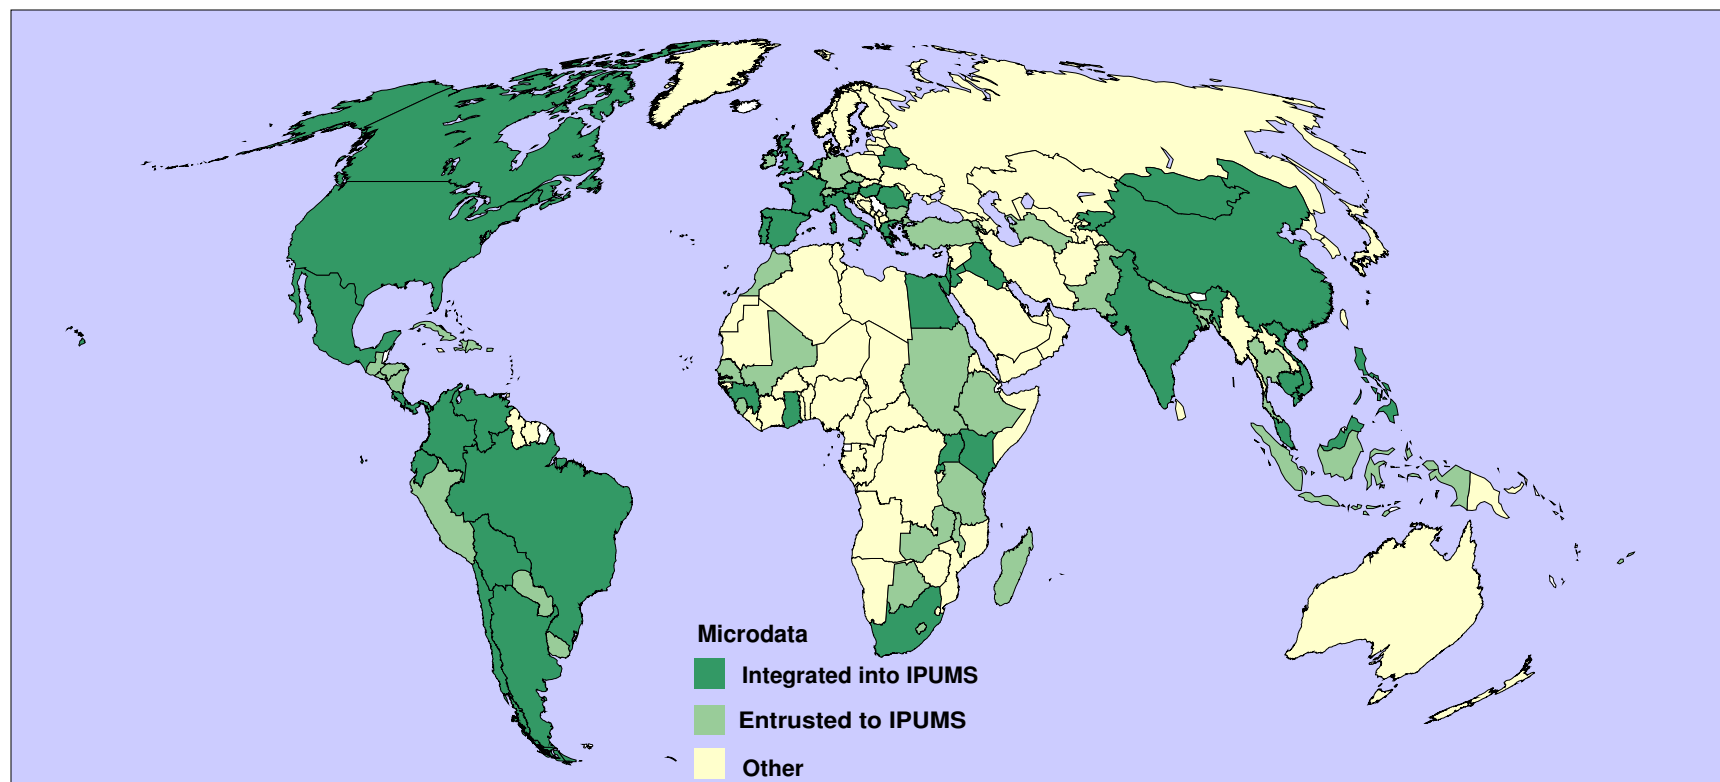 Microdata
Integrated into IPUMS
Entrusted to IPUMS
Other